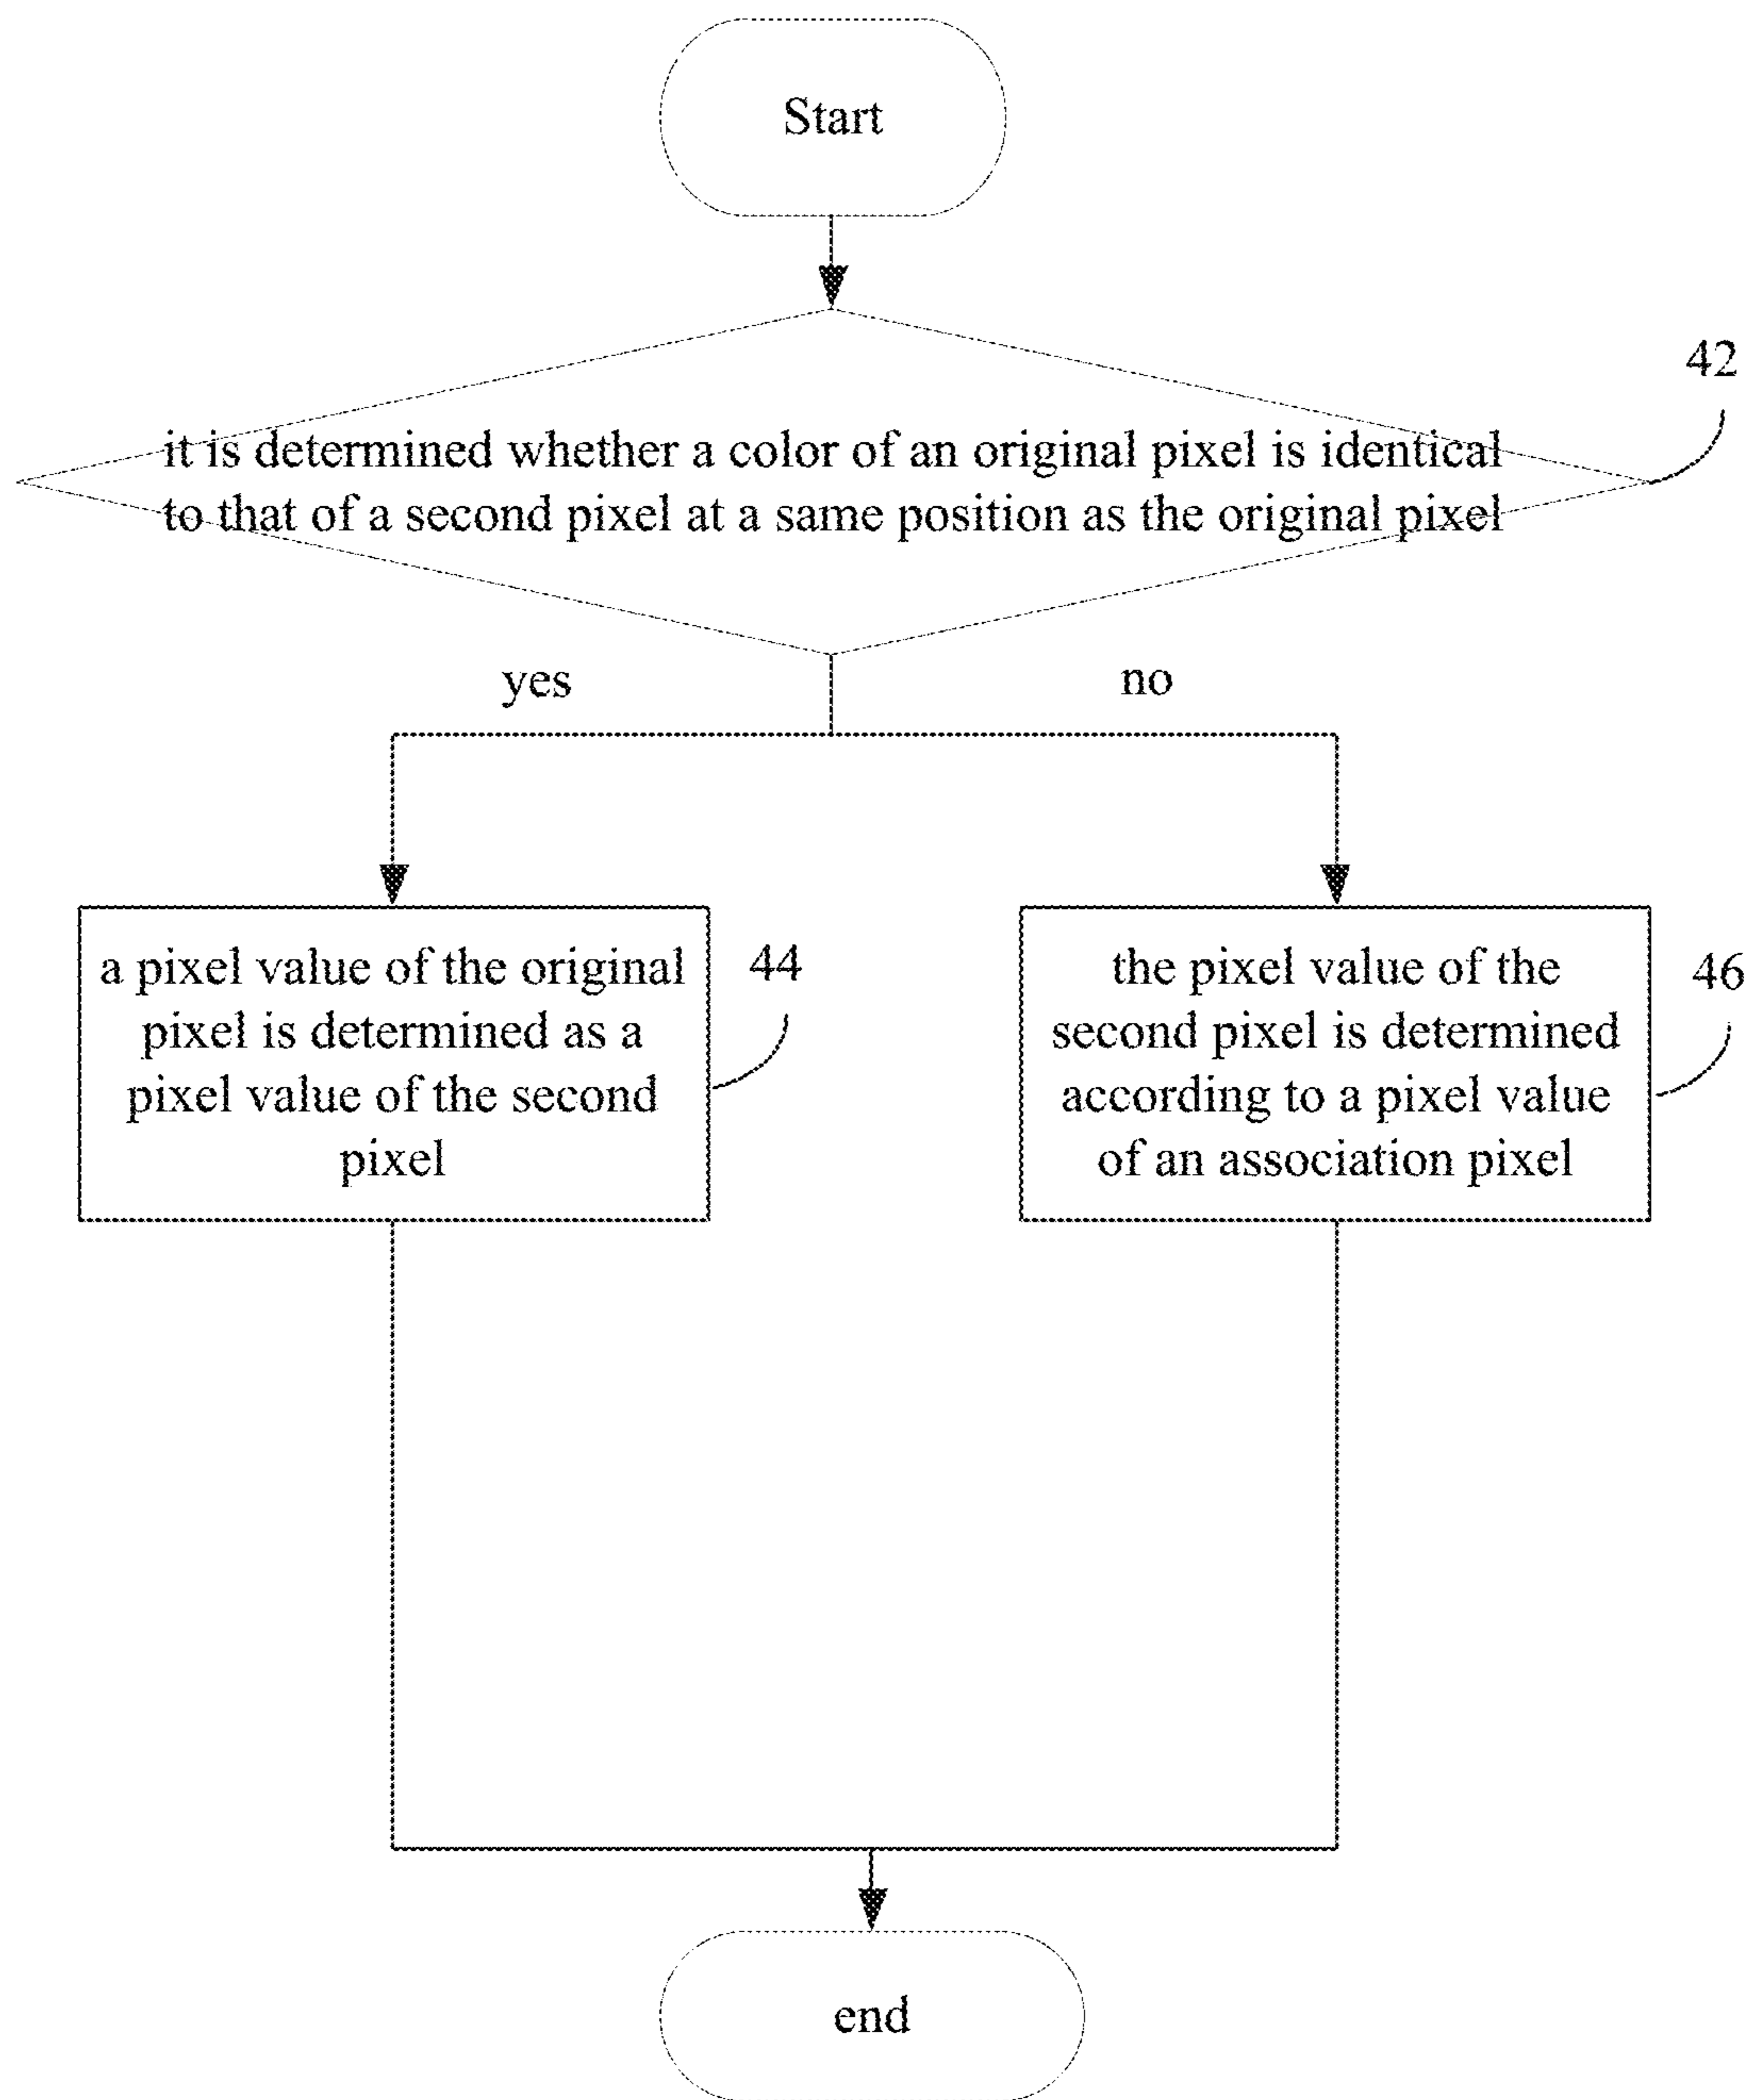 Start
42
it is determined whether a color of an original pixel is identical
to that of a second pixel at a same position as the original pixel
yes
no
a pixel value of the original
pixel is determined as a
pixel value of the second
pixel
44
the pixel value of the
second pixel is determined
according to a pixel value
of an association pixel
46
end